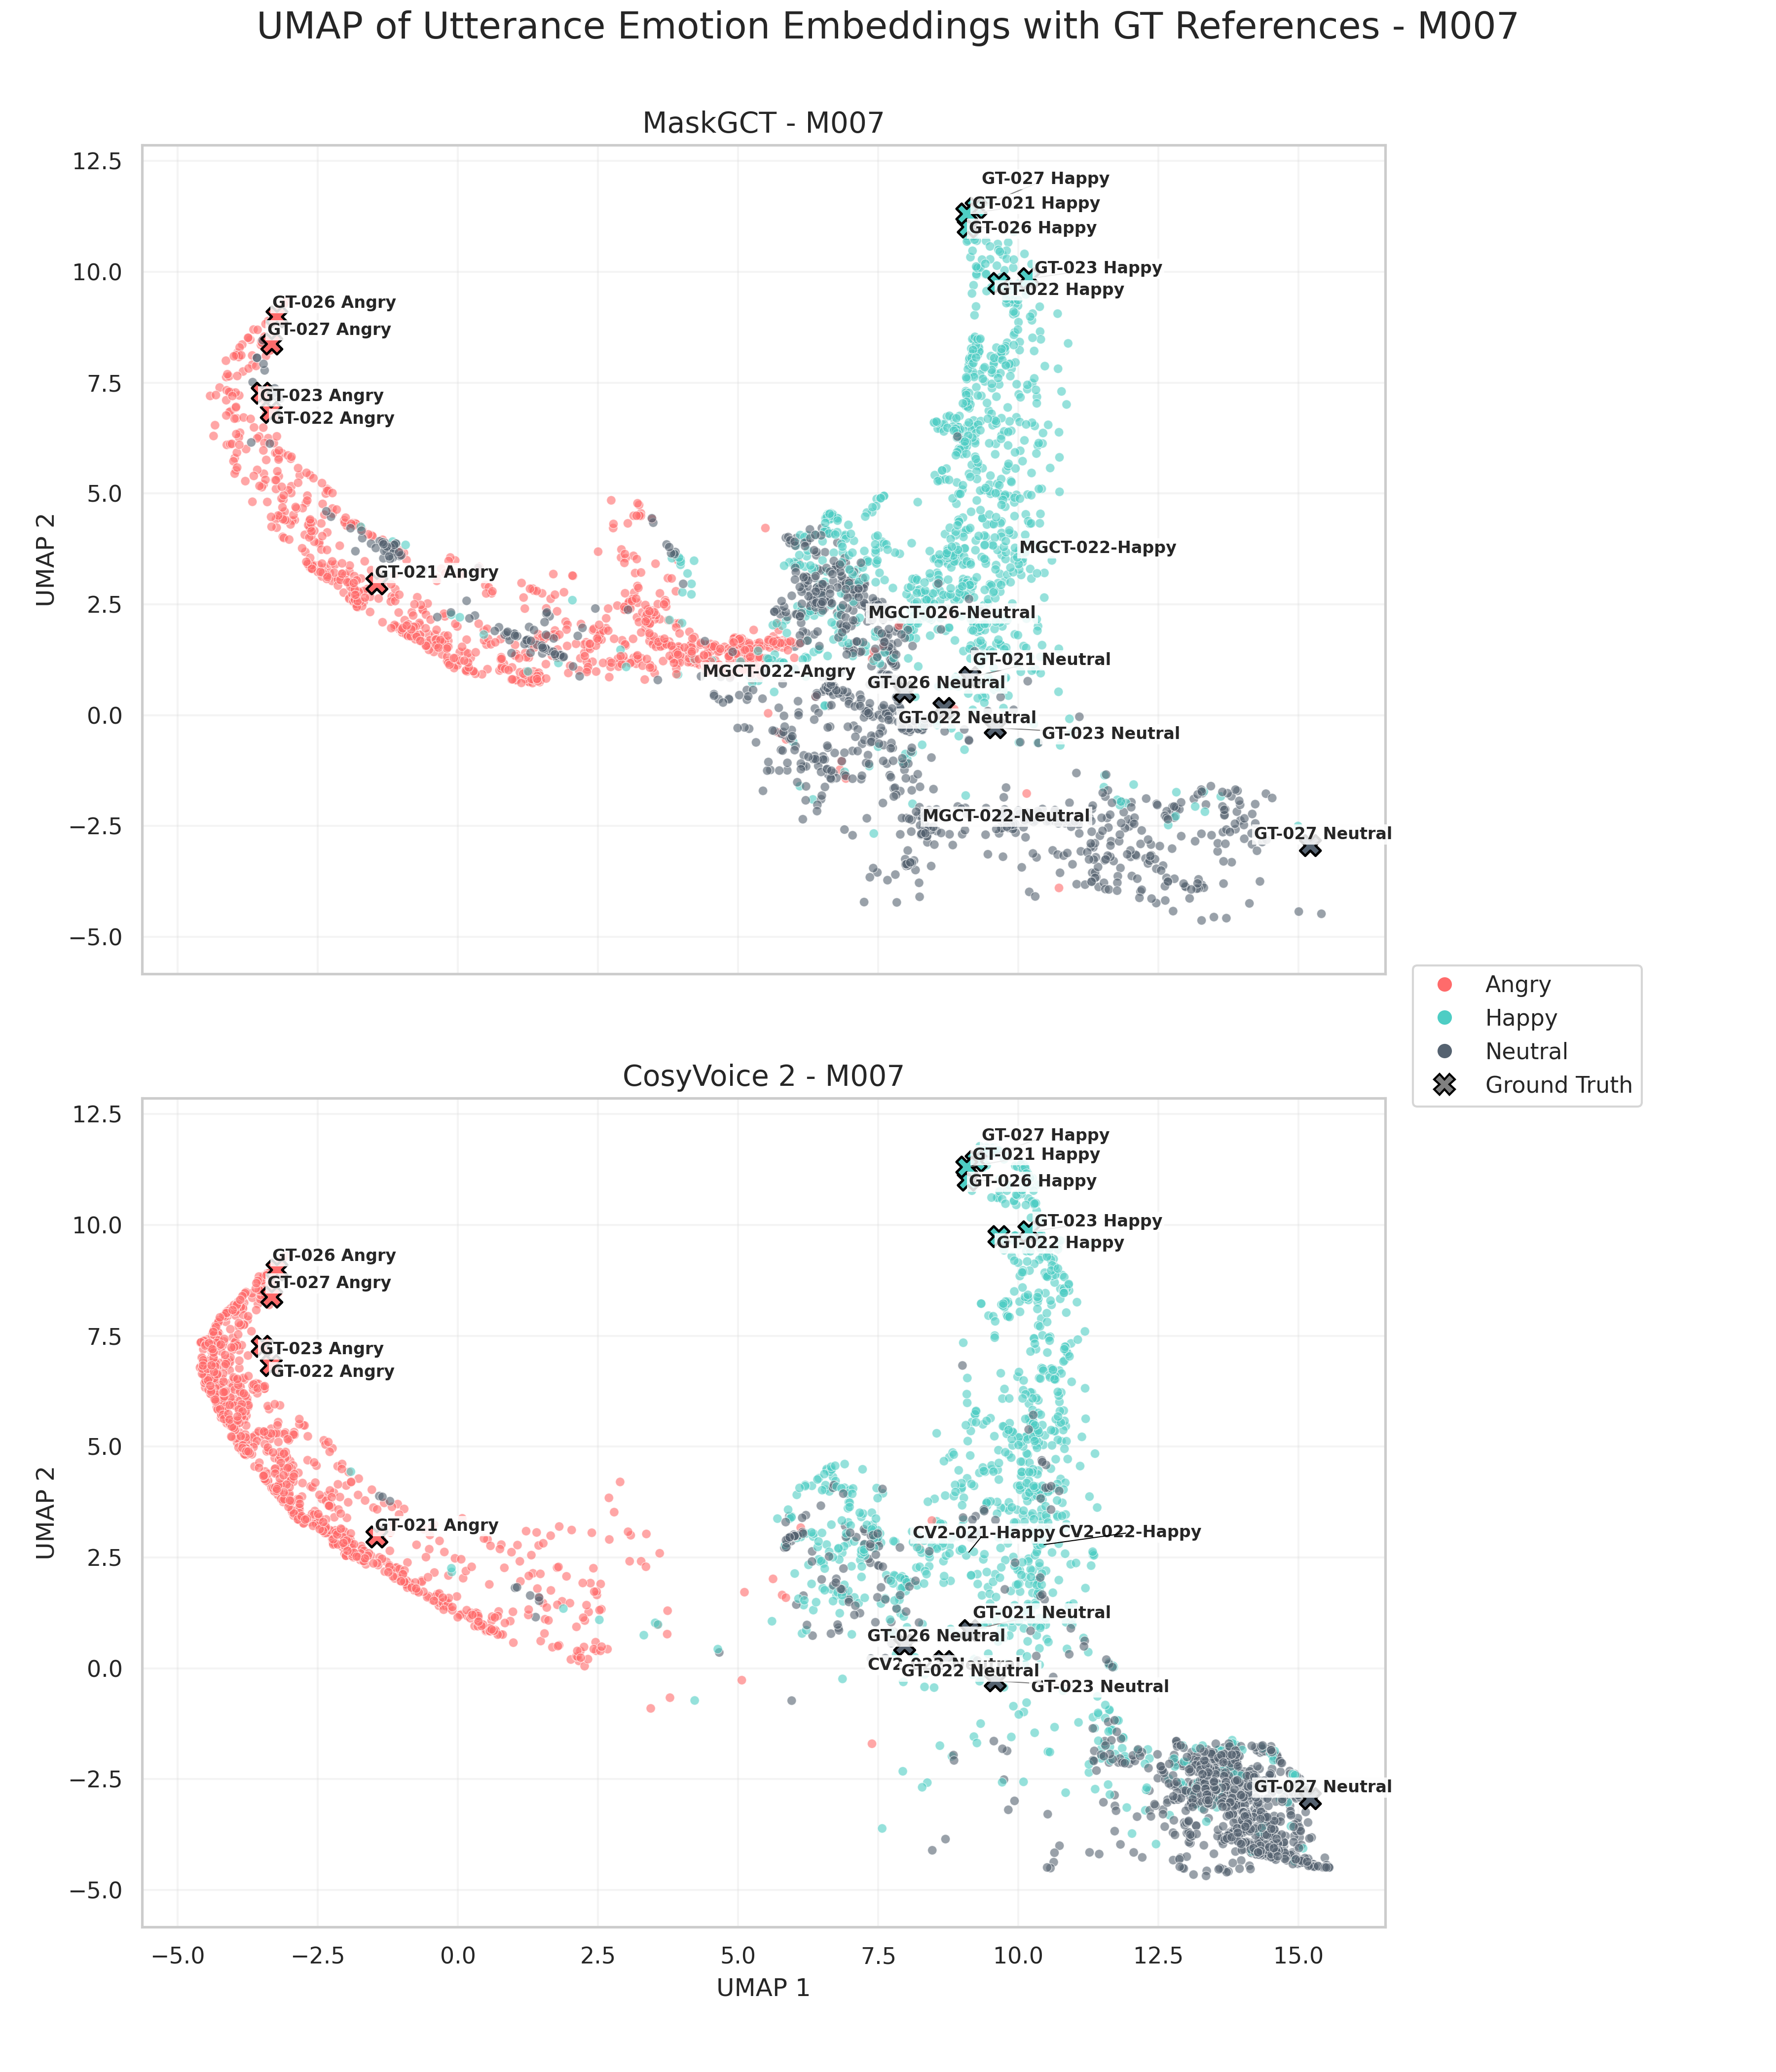 UMAP of Utterance Emotion Embeddings with GT References - M007
MaskGCT - M007
12.5
10.0
7.5
5.0
2.5
0.0
−2.5
−5.0
UMAP 2
GT-027 Happy
GT-021 Happy
GT-026 Happy
GT-023 Happy
GT-022 Happy
GT-026 Angry
GT-027 Angry
GT-023 Angry
GT-022 Angry
GT-021 Angry
MGCT-022-Happy
MGCT-026-Neutral
GT-021 Neutral
MGCT-022-Angry
GT-026 Neutral
GT-022 Neutral
GT-023 Neutral
MGCT-022-Neutral
GT-027 Neutral
Angry
Happy
Neutral
Ground Truth
CosyVoice 2 - M007
12.5
10.0
7.5
5.0
2.5
0.0
−2.5
−5.0
UMAP 2
GT-027 Happy
GT-021 Happy
GT-026 Happy
GT-023 Happy
GT-022 Happy
GT-026 Angry
GT-027 Angry
GT-023 Angry
GT-022 Angry
GT-021 Angry
CV2-021-Happy
CV2-022-Happy
GT-021 Neutral
GT-026 Neutral
GT-022 Neutral
GT-023 Neutral
GT-027 Neutral
−5.0
−2.5
0.0
2.5
5.0
7.5
10.0
12.5
15.0
UMAP 1